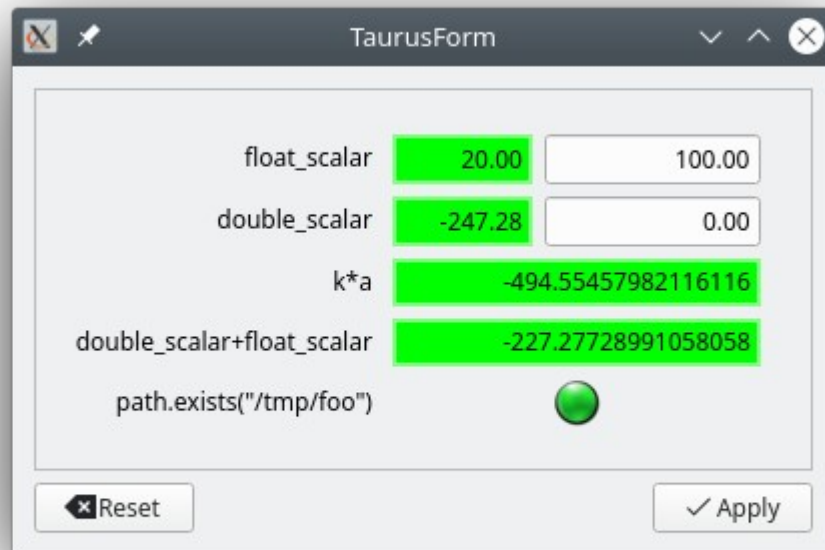 TaurusForm
float_scalar 20.00 100.00
double_scalar -247.28 0.00
k*a -494.55457982116116
double_scalar+float_scalar -227.27728991058058
path.exists("/tmp/foo")
Reset Apply